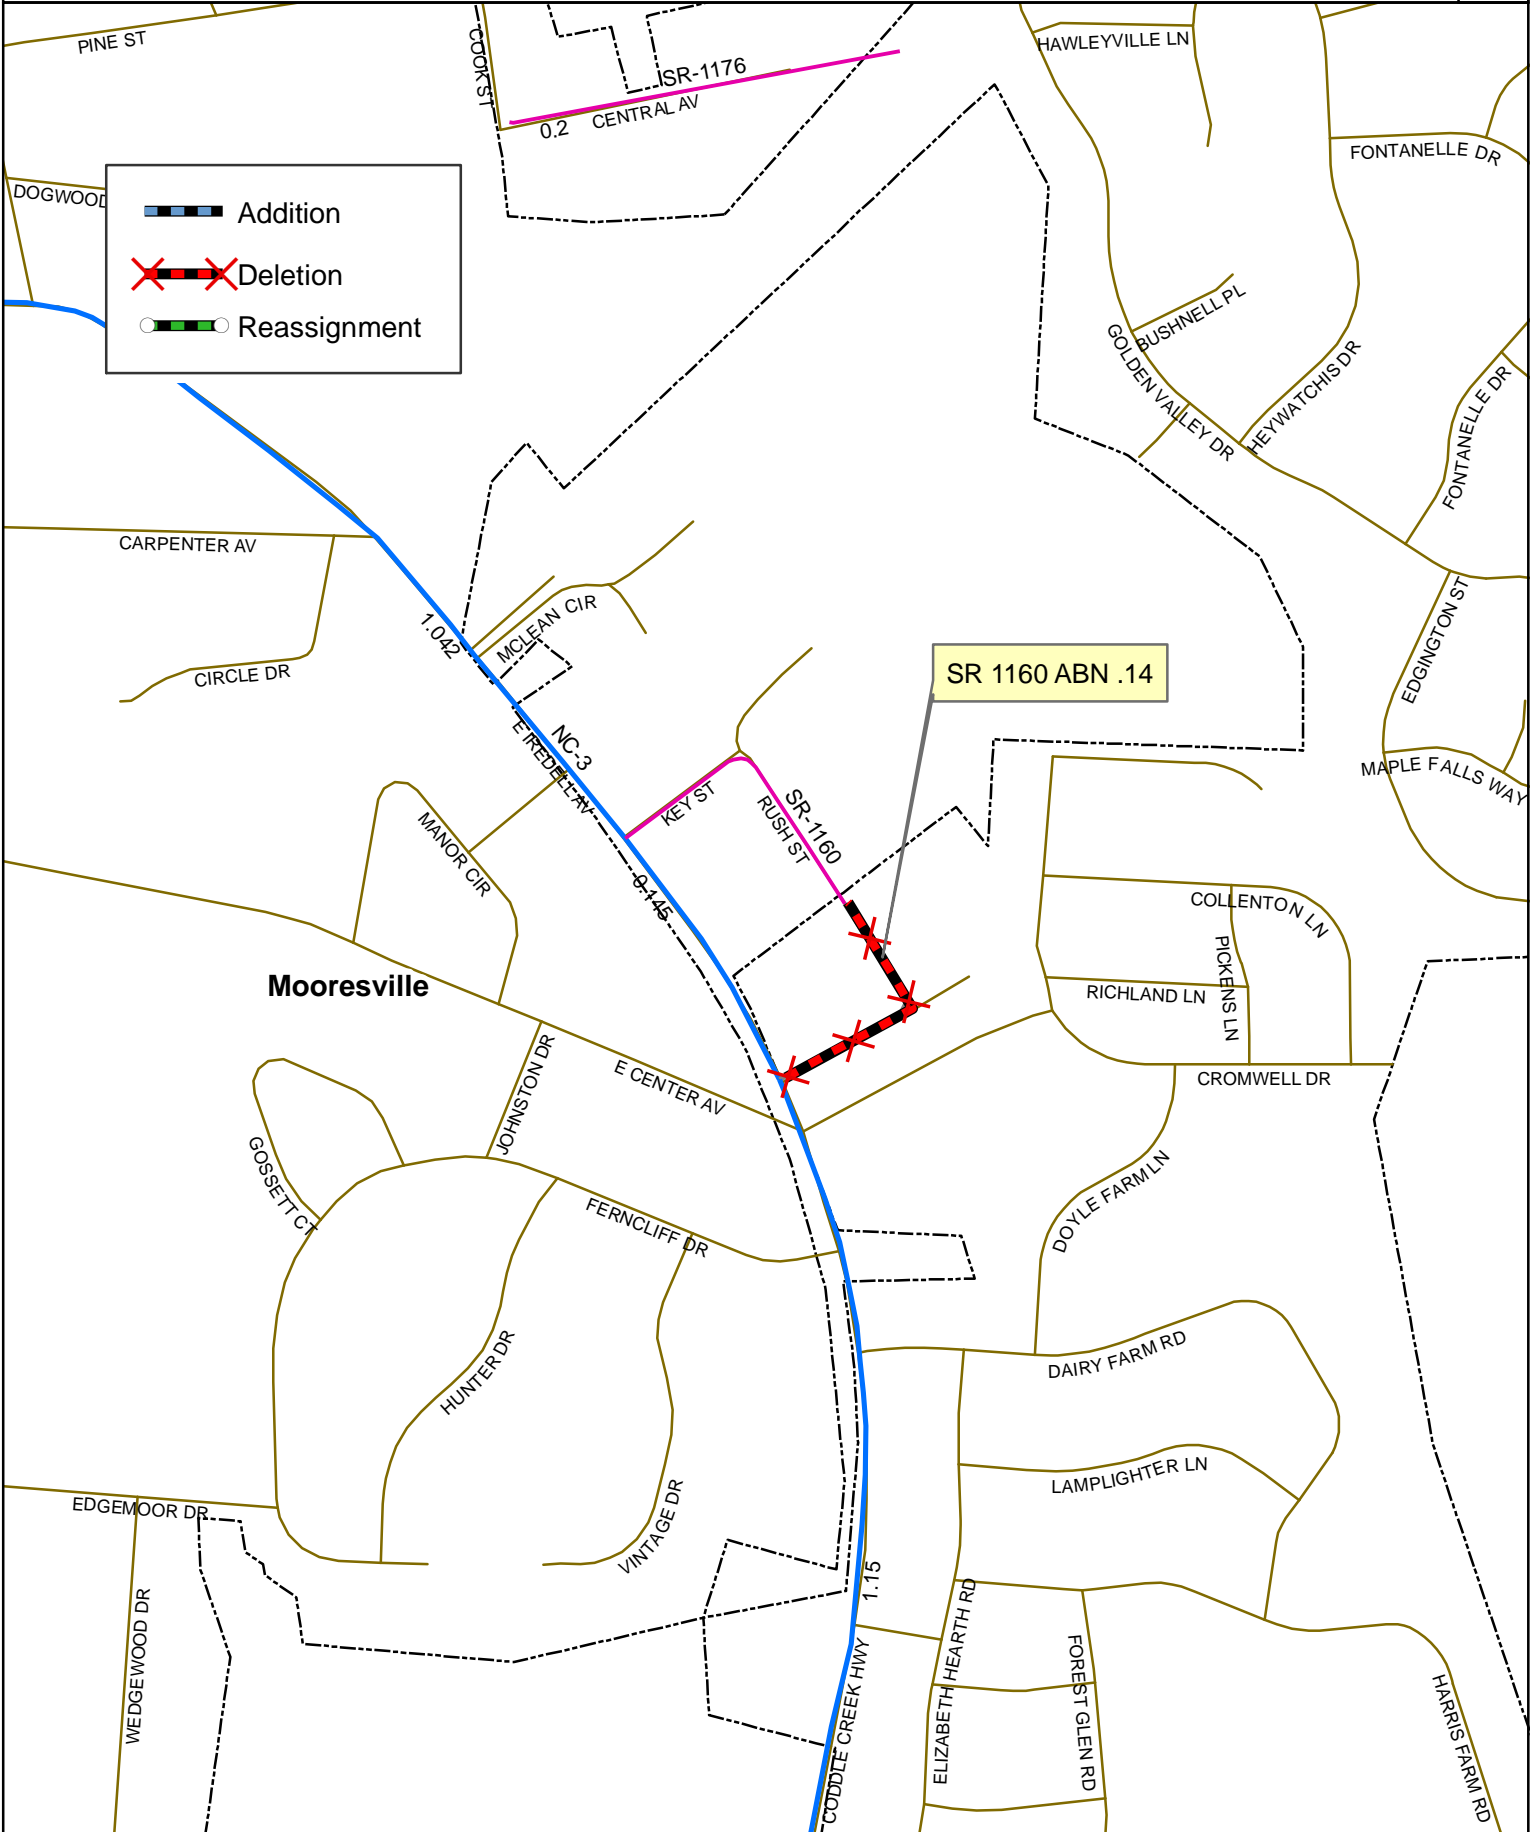 PINE ST
COOK ST
SR-1176
CENTRAL AV
0.2
HAWLEYVILLE LN
FONTANELLE DR
DOGWOOD
Addition
Deletion
Reassignment
BUSHNELL PL
GOLDEN VALLEY DR
HEYWATCHIS DR
FONTANELLE DR
CARPENTER AV
1.042
MCLEAN CIR
CIRCLE DR
EDGINGTON ST
SR 1160 ABN .14
NC-3
E IREDELL AV
MAPLE FALLS WAY
KEY ST
SR-1160
RUSH ST
MANOR CIR
0.145
COLLENTON LN
PICKENS LN
Mooresville
RICHLAND LN
JOHNSTON DR
E CENTER AV
CROMWELL DR
GOSSETT CT
DOYLE FARM LN
FERNCLIFF DR
HUNTER DR
DAIRY FARM RD
LAMPLIGHTER LN
EDGEMOOR DR
VINTAGE DR
1.15
WEDGEWOOD DR
CODDLE CREEK HWY
ELIZABETH HEARTH RD
FOREST GLEN RD
HARRIS FARM RD